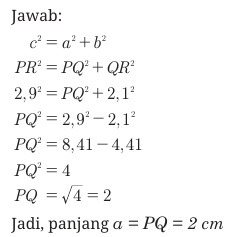 Jawab:
c² = a² + b²
PR² = PQ² + QR²
2,9² = PQ² + 2,1²
PQ² = 2,9² − 2,1²
PQ² = 8,41 − 4,41
PQ² = 4
PQ = √4 = 2
Jadi, panjang a = PQ = 2 cm